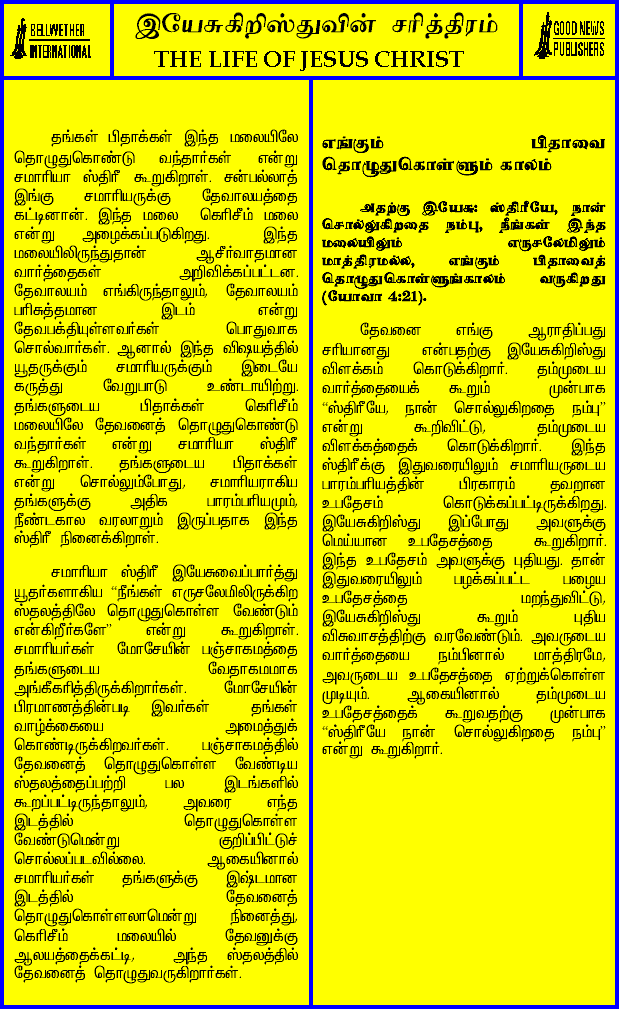 BELLWETHER
INTERNATIONAL
இயேசுகிறிஸ்துவின் சரித்திரம்
THE LIFE OF JESUS CHRIST
GOOD NEWS
PUBLISHERS
தங்கள் பிதாக்கள் இந்த மலையிலே
தொழுதுகொண்டு வந்தார்கள் என்று
சமாரியா ஸ்திரீ கூறுகிறாள். சன்பல்லாத்
இங்கு சமாரியருக்கு தேவாலயத்தை
கட்டினான். இந்த மலை கெரிசீம் மலை
என்று அழைக்கப்படுகிறது. இந்த
மலையிலிருந்துதான் ஆசீர்வாதமான
வார்த்தைகள் அறிவிக்கப்பட்டன.
தேவாலயம் எங்கிருந்தாலும், தேவாலயம்
பரிசுத்தமான இடம் என்று
தேவபக்தியுள்ளவர்கள் பொதுவாக
சொல்வார்கள். ஆனால் இந்த விஷயத்தில்
யூதருக்கும் சமாரியருக்கும் இடையே
கருத்து வேறுபாடு உண்டாயிற்று.
தங்களுடைய பிதாக்கள் கெரிசீம்
மலையிலே தேவனைத் தொழுதுகொண்டு
வந்தார்கள் என்று சமாரியா ஸ்திரீ
கூறுகிறாள். தங்களுடைய பிதாக்கள்
என்று சொல்லும்போது, சமாரியராகிய
தங்களுக்கு அதிக பாரம்பரியமும்,
நீண்டகால வரலாறும் இருப்பதாக இந்த
ஸ்திரீ நினைக்கிறாள்.
சமாரியா ஸ்திரீ இயேசுவைப்பார்த்து
யூதர்களாகிய “நீங்கள் எருசலேமிலிருக்கிற
ஸ்தலத்திலே தொழுதுகொள்ள வேண்டும்
என்கிறீர்களே” என்று கூறுகிறாள்.
சமாரியர்கள் மோசேயின் பஞ்சாகமத்தை
தங்களுடைய வேதாகமமாக
அங்கீகரித்திருக்கிறார்கள். மோசேயின்
பிரமாணத்தின்படி இவர்கள் தங்கள்
வாழ்க்கையை அமைத்துக்
கொண்டிருக்கிறவர்கள். பஞ்சாகமத்தில்
தேவனைத் தொழுதுகொள்ள வேண்டிய
ஸ்தலத்தைப்பற்றி பல இடங்களில்
கூறப்பட்டிருந்தாலும், அவரை எந்த
இடத்தில் தொழுதுகொள்ள
வேண்டுமென்று குறிப்பிட்டுச்
சொல்லப்படவில்லை. ஆகையினால்
சமாரியர்கள் தங்களுக்கு இஷ்டமான
இடத்தில் தேவனைத்
தொழுதுகொள்ளலாமென்று நினைத்து,
கெரிசீம் மலையில் தேவனுக்கு
ஆலயத்தைக்கட்டி, அந்த ஸ்தலத்தில்
தேவனைத் தொழுதுவருகிறார்கள்.
எங்கும் பிதாவை
தொழுதுகொள்ளும் காலம்
அதற்கு இயேசு: ஸ்திரீயே, நான்
சொல்லுகிறதை நம்பு, நீங்கள் இந்த
மலையிலும் எருசலேமிலும்
மாத்திரமல்ல, எங்கும் பிதாவைத்
தொழுதுகொள்ளுங்காலம் வருகிறது
(யோவா 4:21).
தேவனை எங்கு ஆராதிப்பது
சரியானது என்பதற்கு இயேசுகிறிஸ்து
விளக்கம் கொடுக்கிறார். தம்முடைய
வார்த்தையைக் கூறும் முன்பாக
“ஸ்திரீயே, நான் சொல்லுகிறதை நம்பு”
என்று கூறிவிட்டு, தம்முடைய
விளக்கத்தைக் கொடுக்கிறார். இந்த
ஸ்திரீக்கு இதுவரையிலும் சமாரியருடைய
பாரம்பரியத்தின் பிரகாரம் தவறான
உபதேசம் கொடுக்கப்பட்டிருக்கிறது.
இயேசுகிறிஸ்து இப்போது அவளுக்கு
மெய்யான உபதேசத்தை கூறுகிறார்.
இந்த உபதேசம் அவளுக்கு புதியது. தான்
இதுவரையிலும் பழக்கப்பட்ட பழைய
உபதேசத்தை மறந்துவிட்டு,
இயேசுகிறிஸ்து கூறும் புதிய
விசுவாசத்திற்கு வரவேண்டும். அவருடைய
வார்த்தையை நம்பினால் மாத்திரமே,
அவருடைய உபதேசத்தை ஏற்றுக்கொள்ள
முடியும். ஆகையினால் தம்முடைய
உபதேசத்தைக் கூறுவதற்கு முன்பாக
“ஸ்திரீயே நான் சொல்லுகிறதை நம்பு”
என்று கூறுகிறார்.